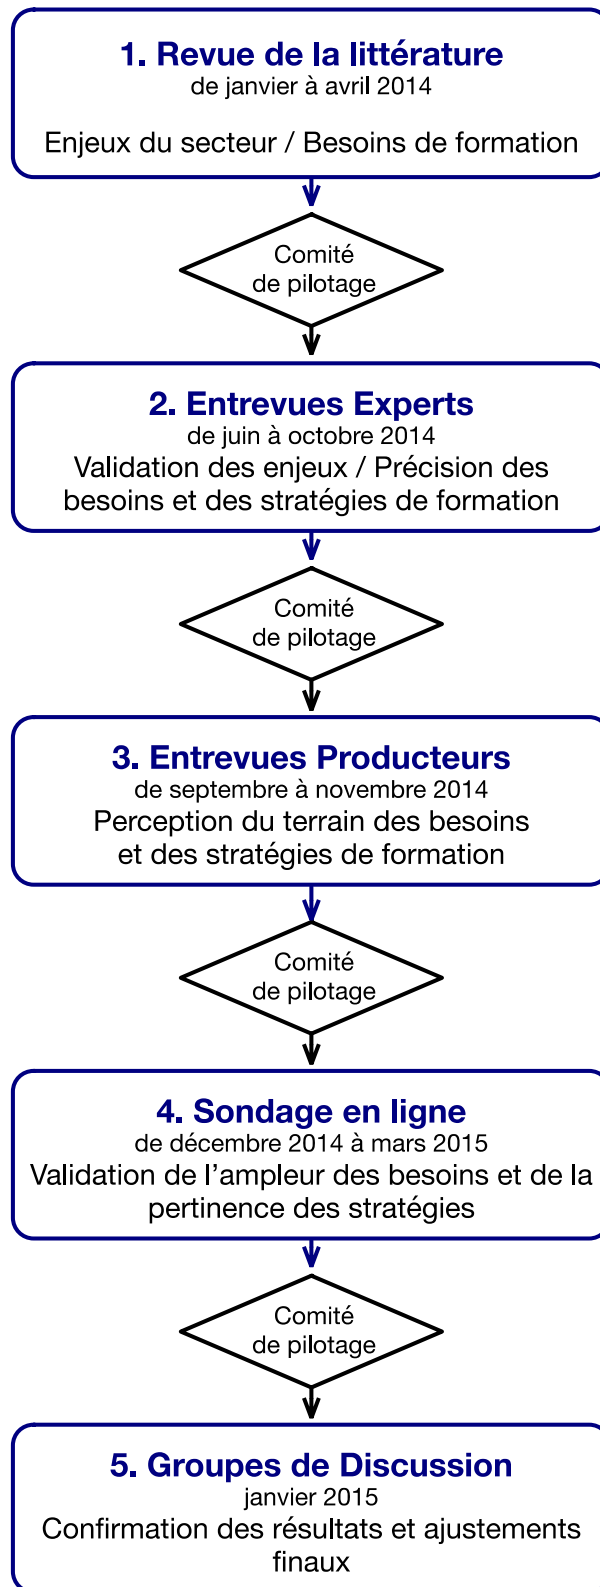 1. Revue de la littérature
de janvier à avril 2014
Enjeux du secteur / Besoins de formation
Comité
de pilotage
2. Entrevues Experts
de juin à octobre 2014
Validation des enjeux / Précision des
besoins et des stratégies de formation
Comité
de pilotage
3. Entrevues Producteurs
de septembre à novembre 2014
Perception du terrain des besoins
et des stratégies de formation
Comité
de pilotage
4. Sondage en ligne
de décembre 2014 à mars 2015
Validation de l’ampleur des besoins et de la
pertinence des stratégies
Comité
de pilotage
5. Groupes de Discussion
janvier 2015
Confirmation des résultats et ajustements
finaux